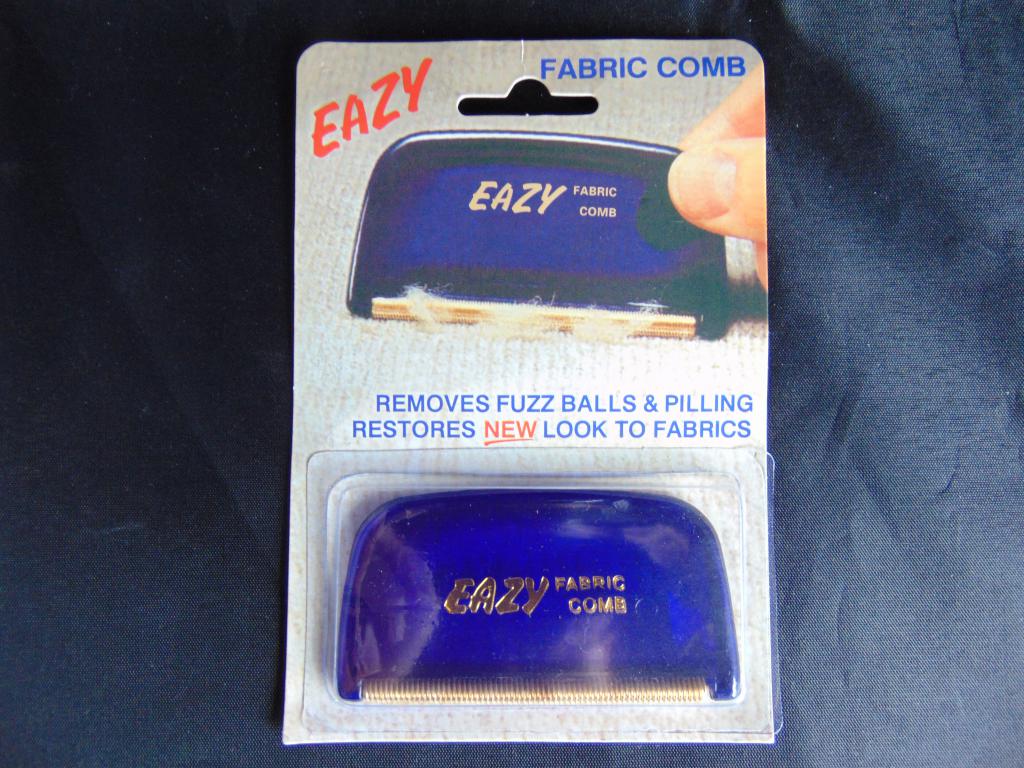 EAZY
FABRIC COMB
EAZY FABRIC
COMB
REMOVES FUZZ BALLS & PILLING
RESTORES NEW LOOK TO FABRICS
EAZY FABRIC
COMB